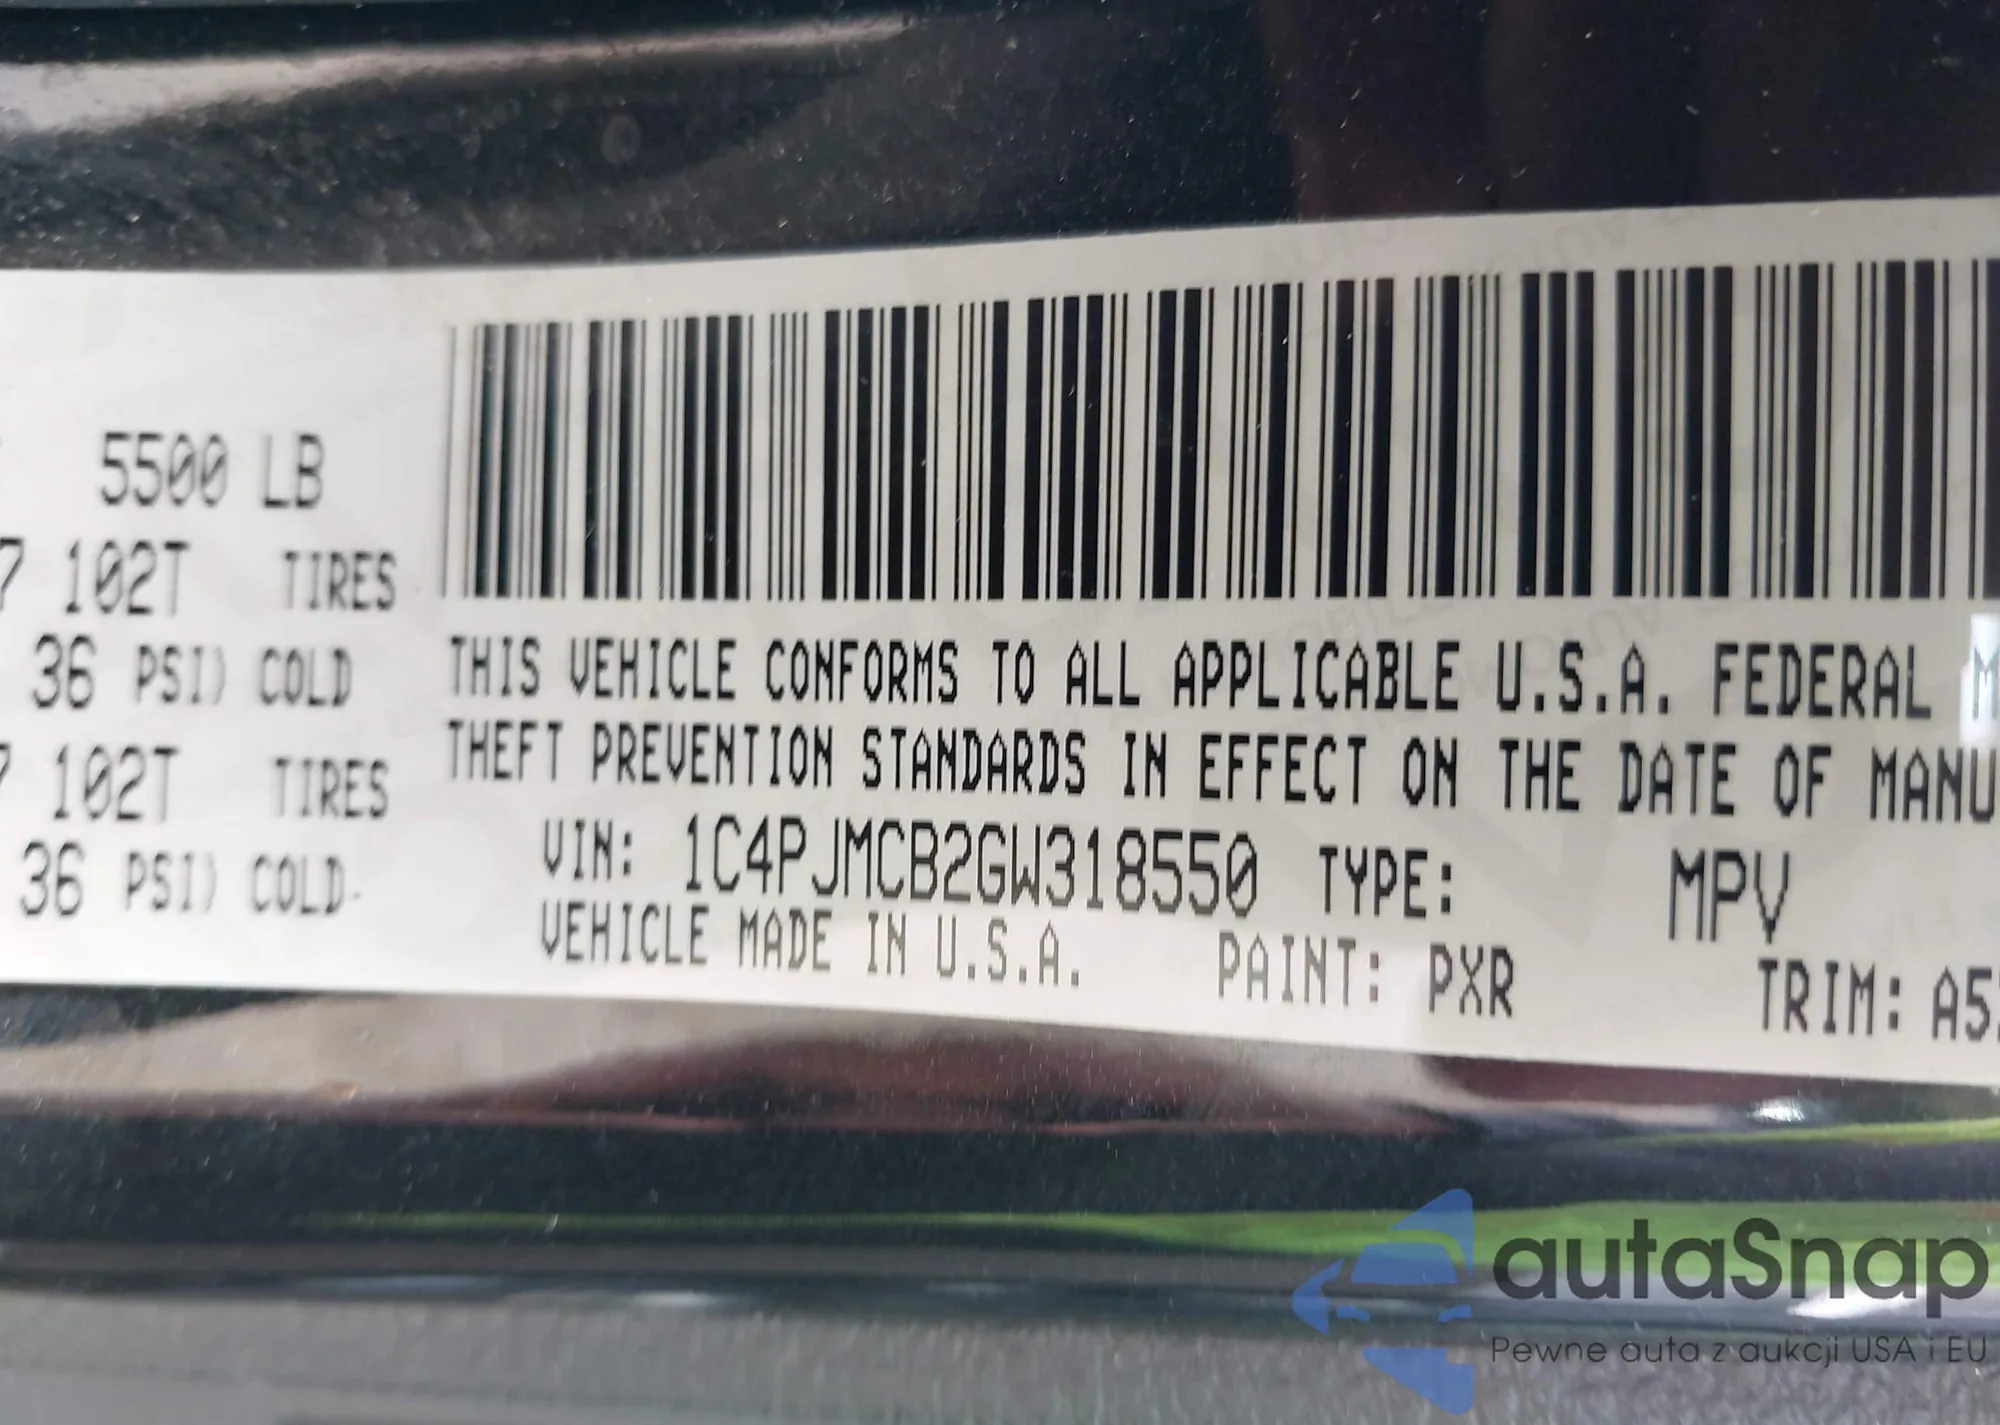 5500 LB
7 102T TIRES
36 PSI) COLD
7 102T TIRES
36 PSI) COLD
THIS VEHICLE CONFORMS TO ALL APPLICABLE U.S.A. FEDERAL M
THEFT PREVENTION STANDARDS IN EFFECT ON THE DATE OF MANU
VIN: 1C4PJMCB2GW318550 TYPE: MPV
VEHICLE MADE IN U.S.A. PAINT: PXR TRIM: A5
autaSnap
Pewne auta z aukcji USA i EU